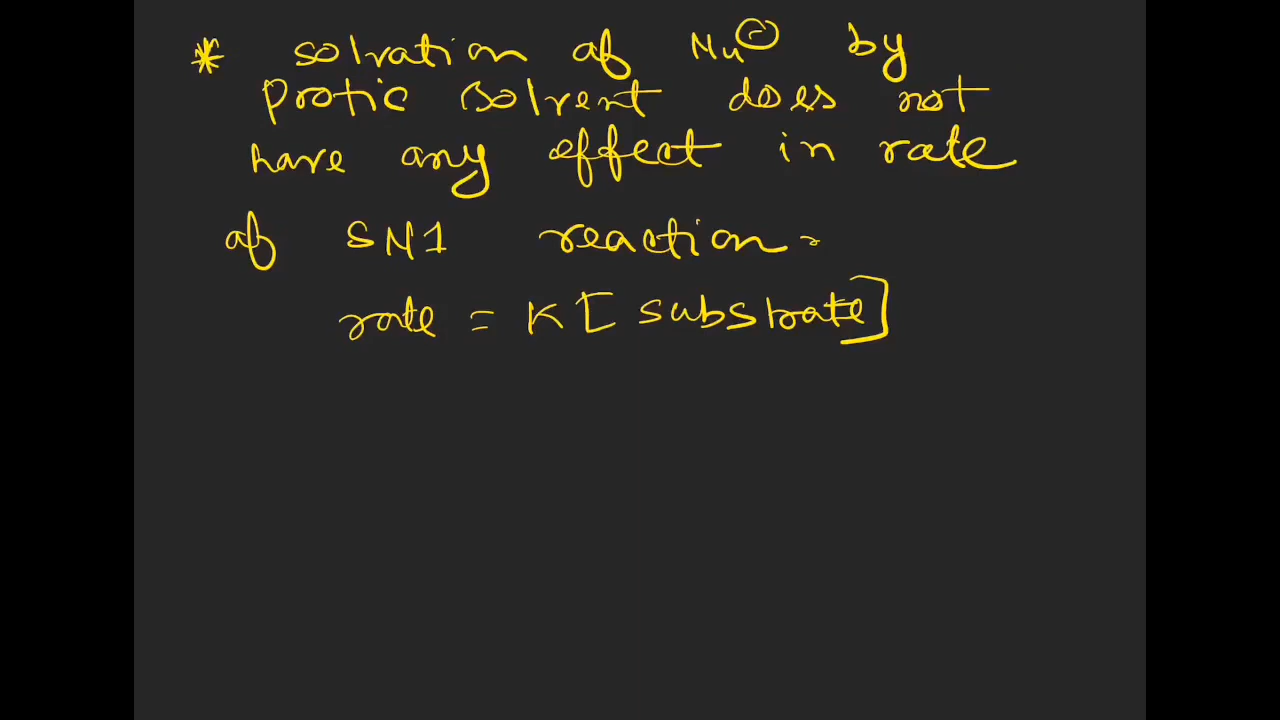 * solvation of Nu⊖ by
protic solvent does not
have any effect in rate
of SN1 reaction.
rate = K[substrate]